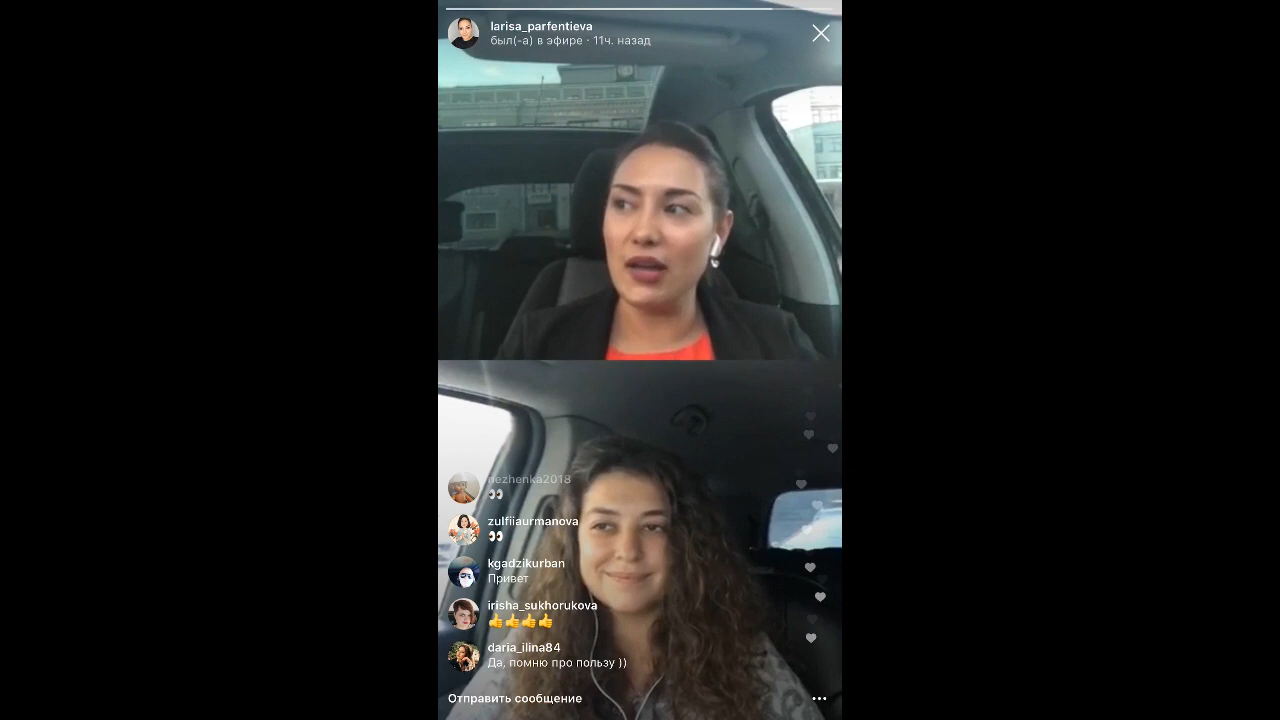 larisa_parfentieva
был(-а) в эфире · 11ч. назад
nezhenka2018
👀
zulfiiaurmanova
👀
kgadzikurban
Привет
irisha_sukhorukova
👍👍👍👍
daria_ilina84
Да, помню про пользу ))
Отправить сообщение